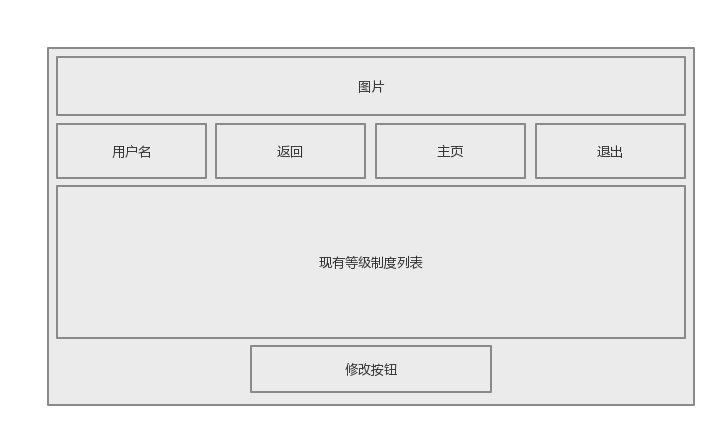 图片
用户名
返回
主页
退出
现有等级制度列表
修改按钮